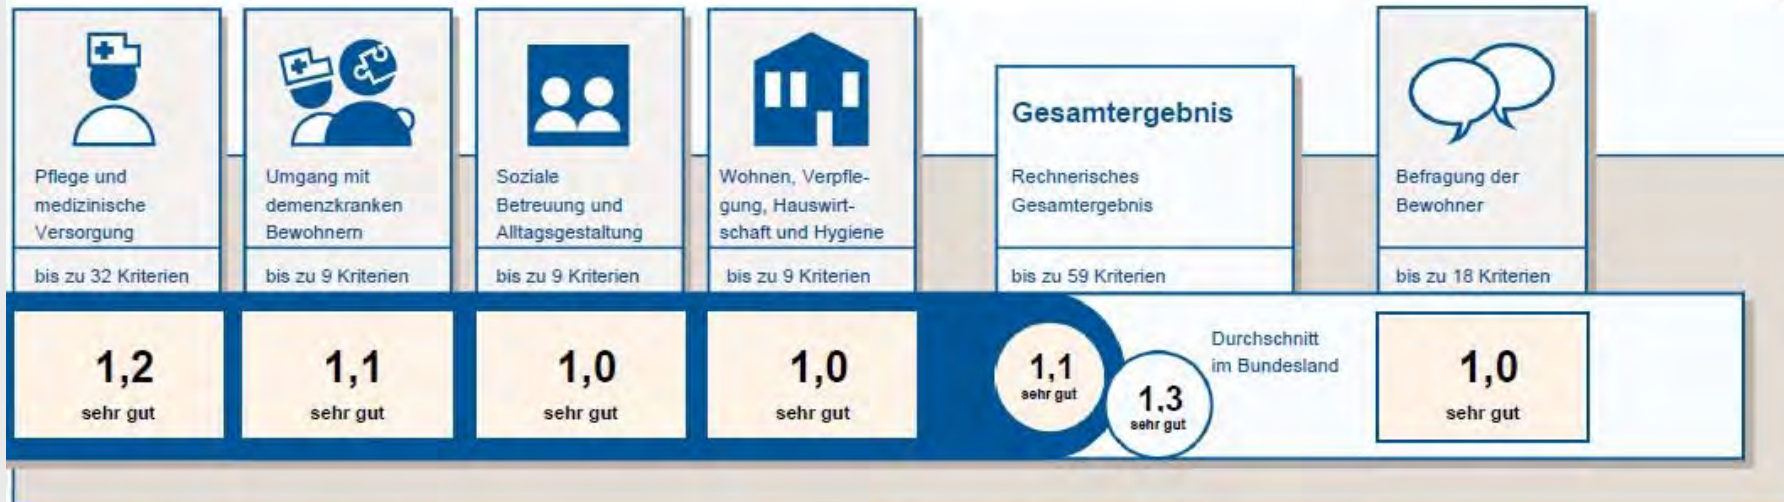 Pflege und
medizinische
Versorgung
bis zu 32 Kriterien
1,2
sehr gut
Umgang mit
demenzkranken
Bewohnern
bis zu 9 Kriterien
1,1
sehr gut
Soziale
Betreuung und
Alltagsgestaltung
bis zu 9 Kriterien
1,0
sehr gut
Wohnen, Verpfle-
gung, Hauswirt-
schaft und Hygiene
bis zu 9 Kriterien
1,0
sehr gut
Gesamtergebnis
Rechnerisches
Gesamtergebnis
bis zu 59 Kriterien
1,1
sehr gut
1,3
sehr gut
Durchschnitt
im Bundesland
Befragung der
Bewohner
bis zu 18 Kriterien
1,0
sehr gut